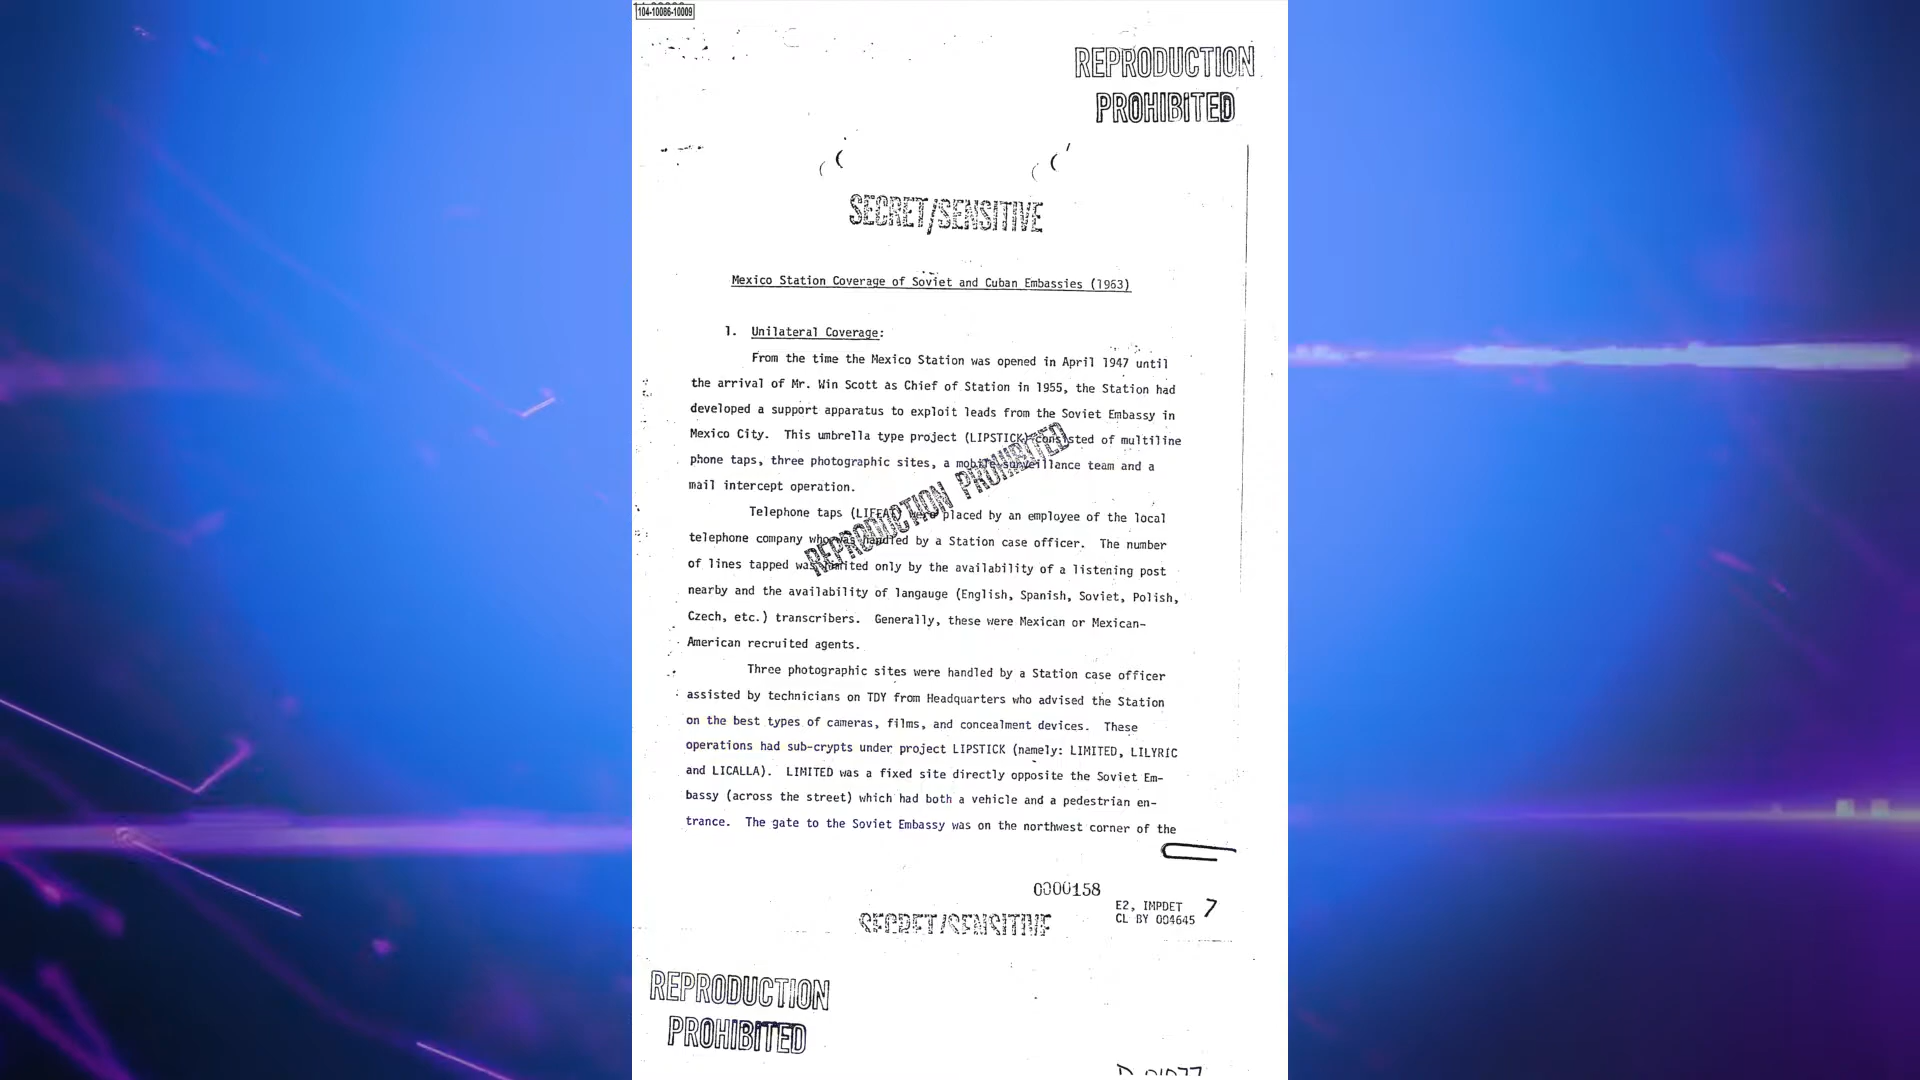 104-10086-10009
REPRODUCTION
PROHIBITED
SECRET/SENSITIVE
Mexico Station Coverage of Soviet and Cuban Embassies (1963)
1. Unilateral Coverage:
From the time the Mexico Station was opened in April 1947 until
the arrival of Mr. Win Scott as Chief of Station in 1955, the Station had
developed a support apparatus to exploit leads from the Soviet Embassy in
Mexico City. This umbrella type project (LIPSTICK) consisted of multiline
phone taps, three photographic sites, a mobile surveillance team and a
mail intercept operation.
REPRODUCTION PROHIBITED
Telephone taps (LIFEAT) were placed by an employee of the local
telephone company who was handled by a Station case officer. The number
of lines tapped was limited only by the availability of a listening post
nearby and the availability of langauge (English, Spanish, Soviet, Polish,
Czech, etc.) transcribers. Generally, these were Mexican or Mexican-
American recruited agents.
Three photographic sites were handled by a Station case officer
assisted by technicians on TDY from Headquarters who advised the Station
on the best types of cameras, films, and concealment devices. These
operations had sub-crypts under project LIPSTICK (namely: LIMITED, LILYRIC
and LICALLA). LIMITED was a fixed site directly opposite the Soviet Em-
bassy (across the street) which had both a vehicle and a pedestrian en-
trance. The gate to the Soviet Embassy was on the northwest corner of the
0000158
E2, IMPDET
CL BY 004645
7
SECRET/SENSITIVE
REPRODUCTION
PROHIBITED